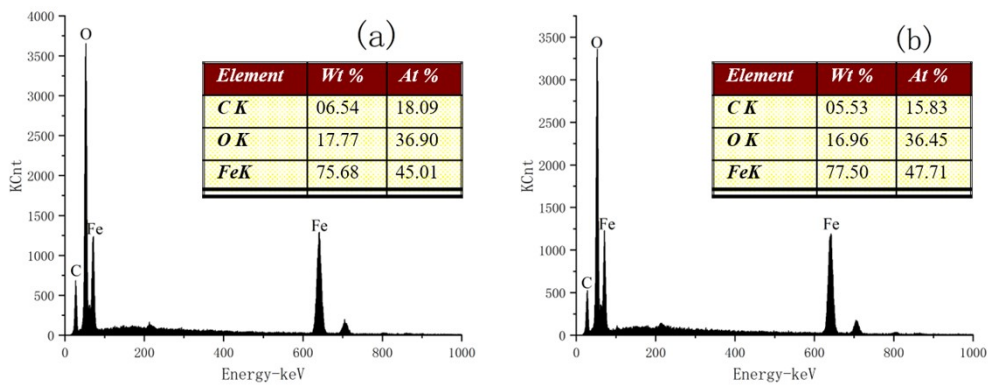 (a)
4000
3500
3000
2500
2000
1500
1000
500
0
KCnt
O
Fe
C
Fe
Element Wt % At %
C K 06.54 18.09
O K 17.77 36.90
FeK 75.68 45.01
0 200 400 600 800 1000
Energy-keV
(b)
3500
3000
2500
2000
1500
1000
500
0
KCnt
O
Fe
C
Fe
Element Wt % At %
C K 05.53 15.83
O K 16.96 36.45
FeK 77.50 47.71
0 200 400 600 800 1000
Energy-keV